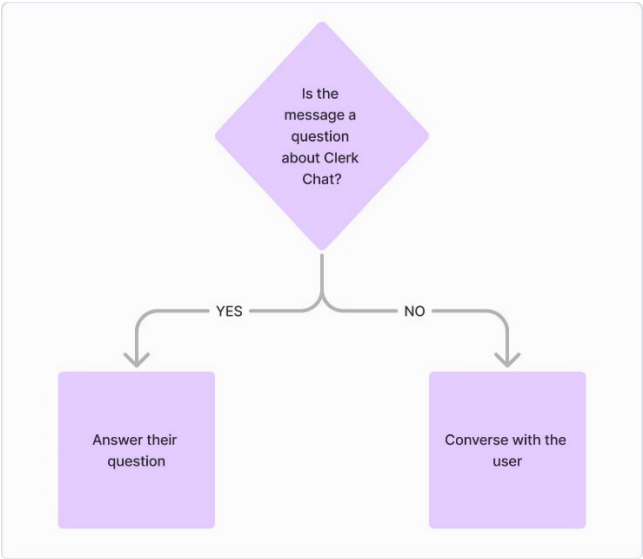 Is the
message a
question
about Clerk
Chat?
YES
NO
Answer their
question
Converse with the
user